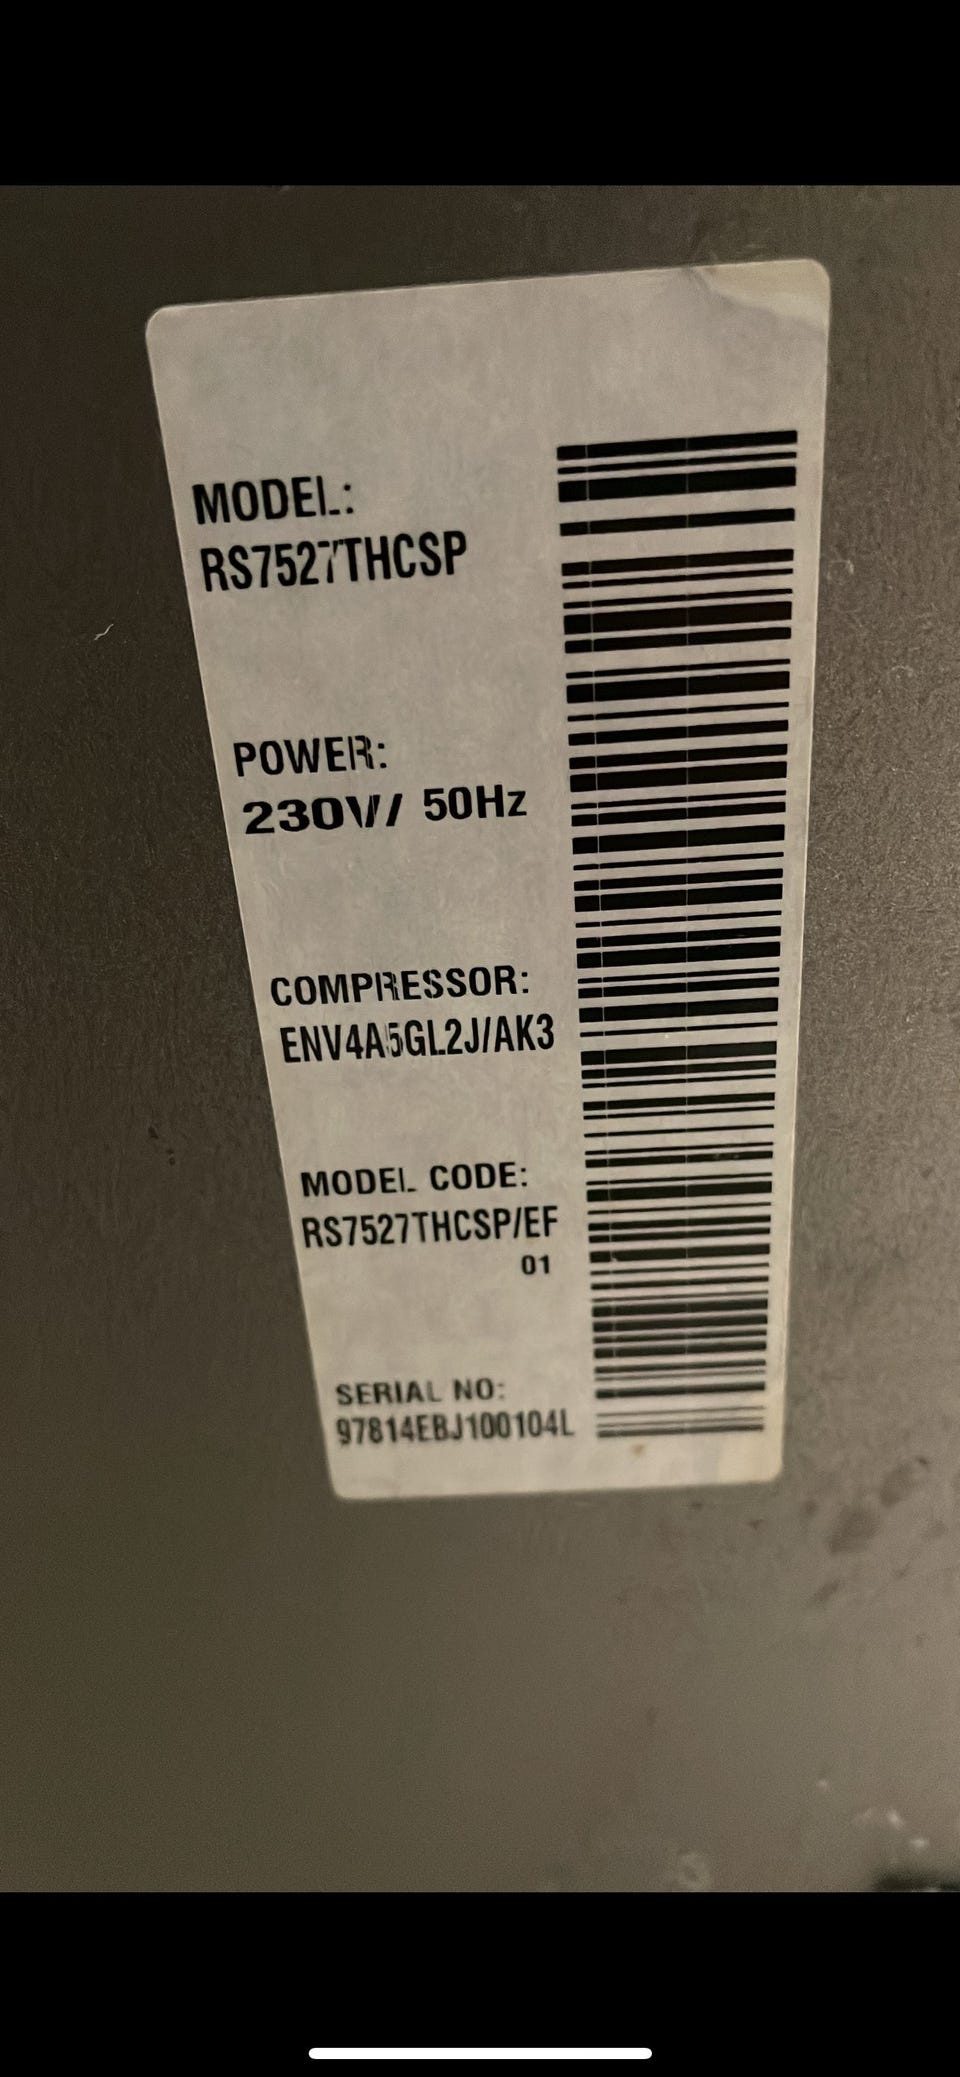 MODEL:
RS7527THCSP
POWER:
230V/ 50Hz
COMPRESSOR:
ENV4A5GL2J/AK3
MODEL CODE:
RS7527THCSP/EF
01
SERIAL NO:
97814EBJ100104L